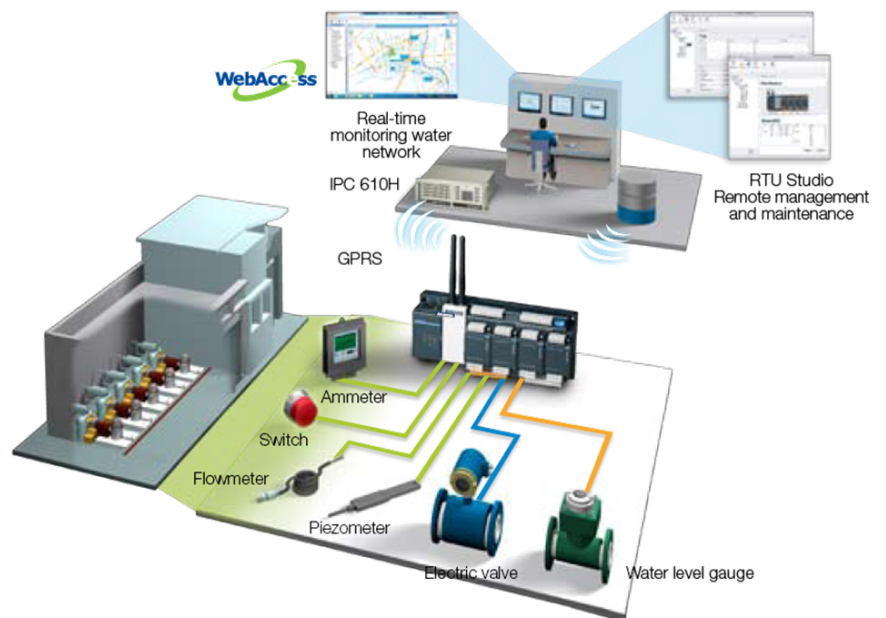 WebAccess
Real-time
monitoring water
network
IPC 610H
RTU Studio
Remote management
and maintenance
GPRS
Ammeter
Switch
Flowmeter
Piezometer
Electric valve
Water level gauge